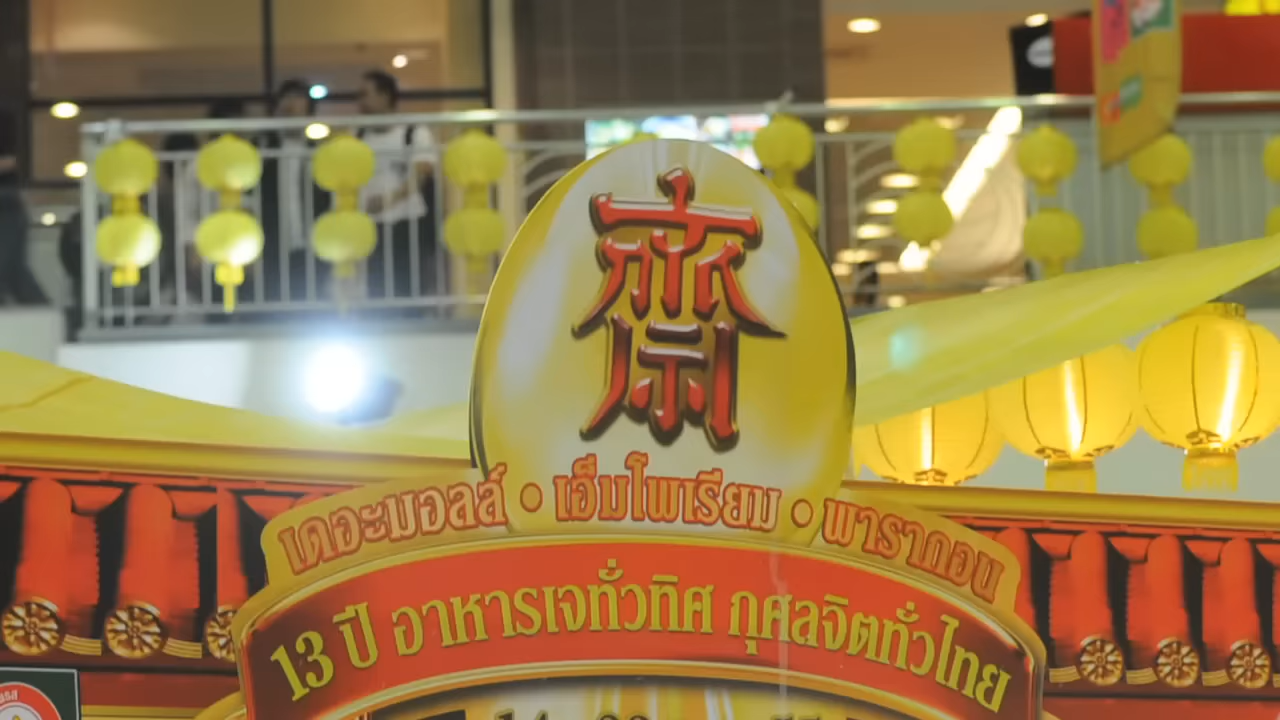 齋
เดอะมอลล์ • เอ็มโพเรียม • พารากอน
13 ปี อาหารเจทั่วทิศ กุศลจิตทั่วไทย